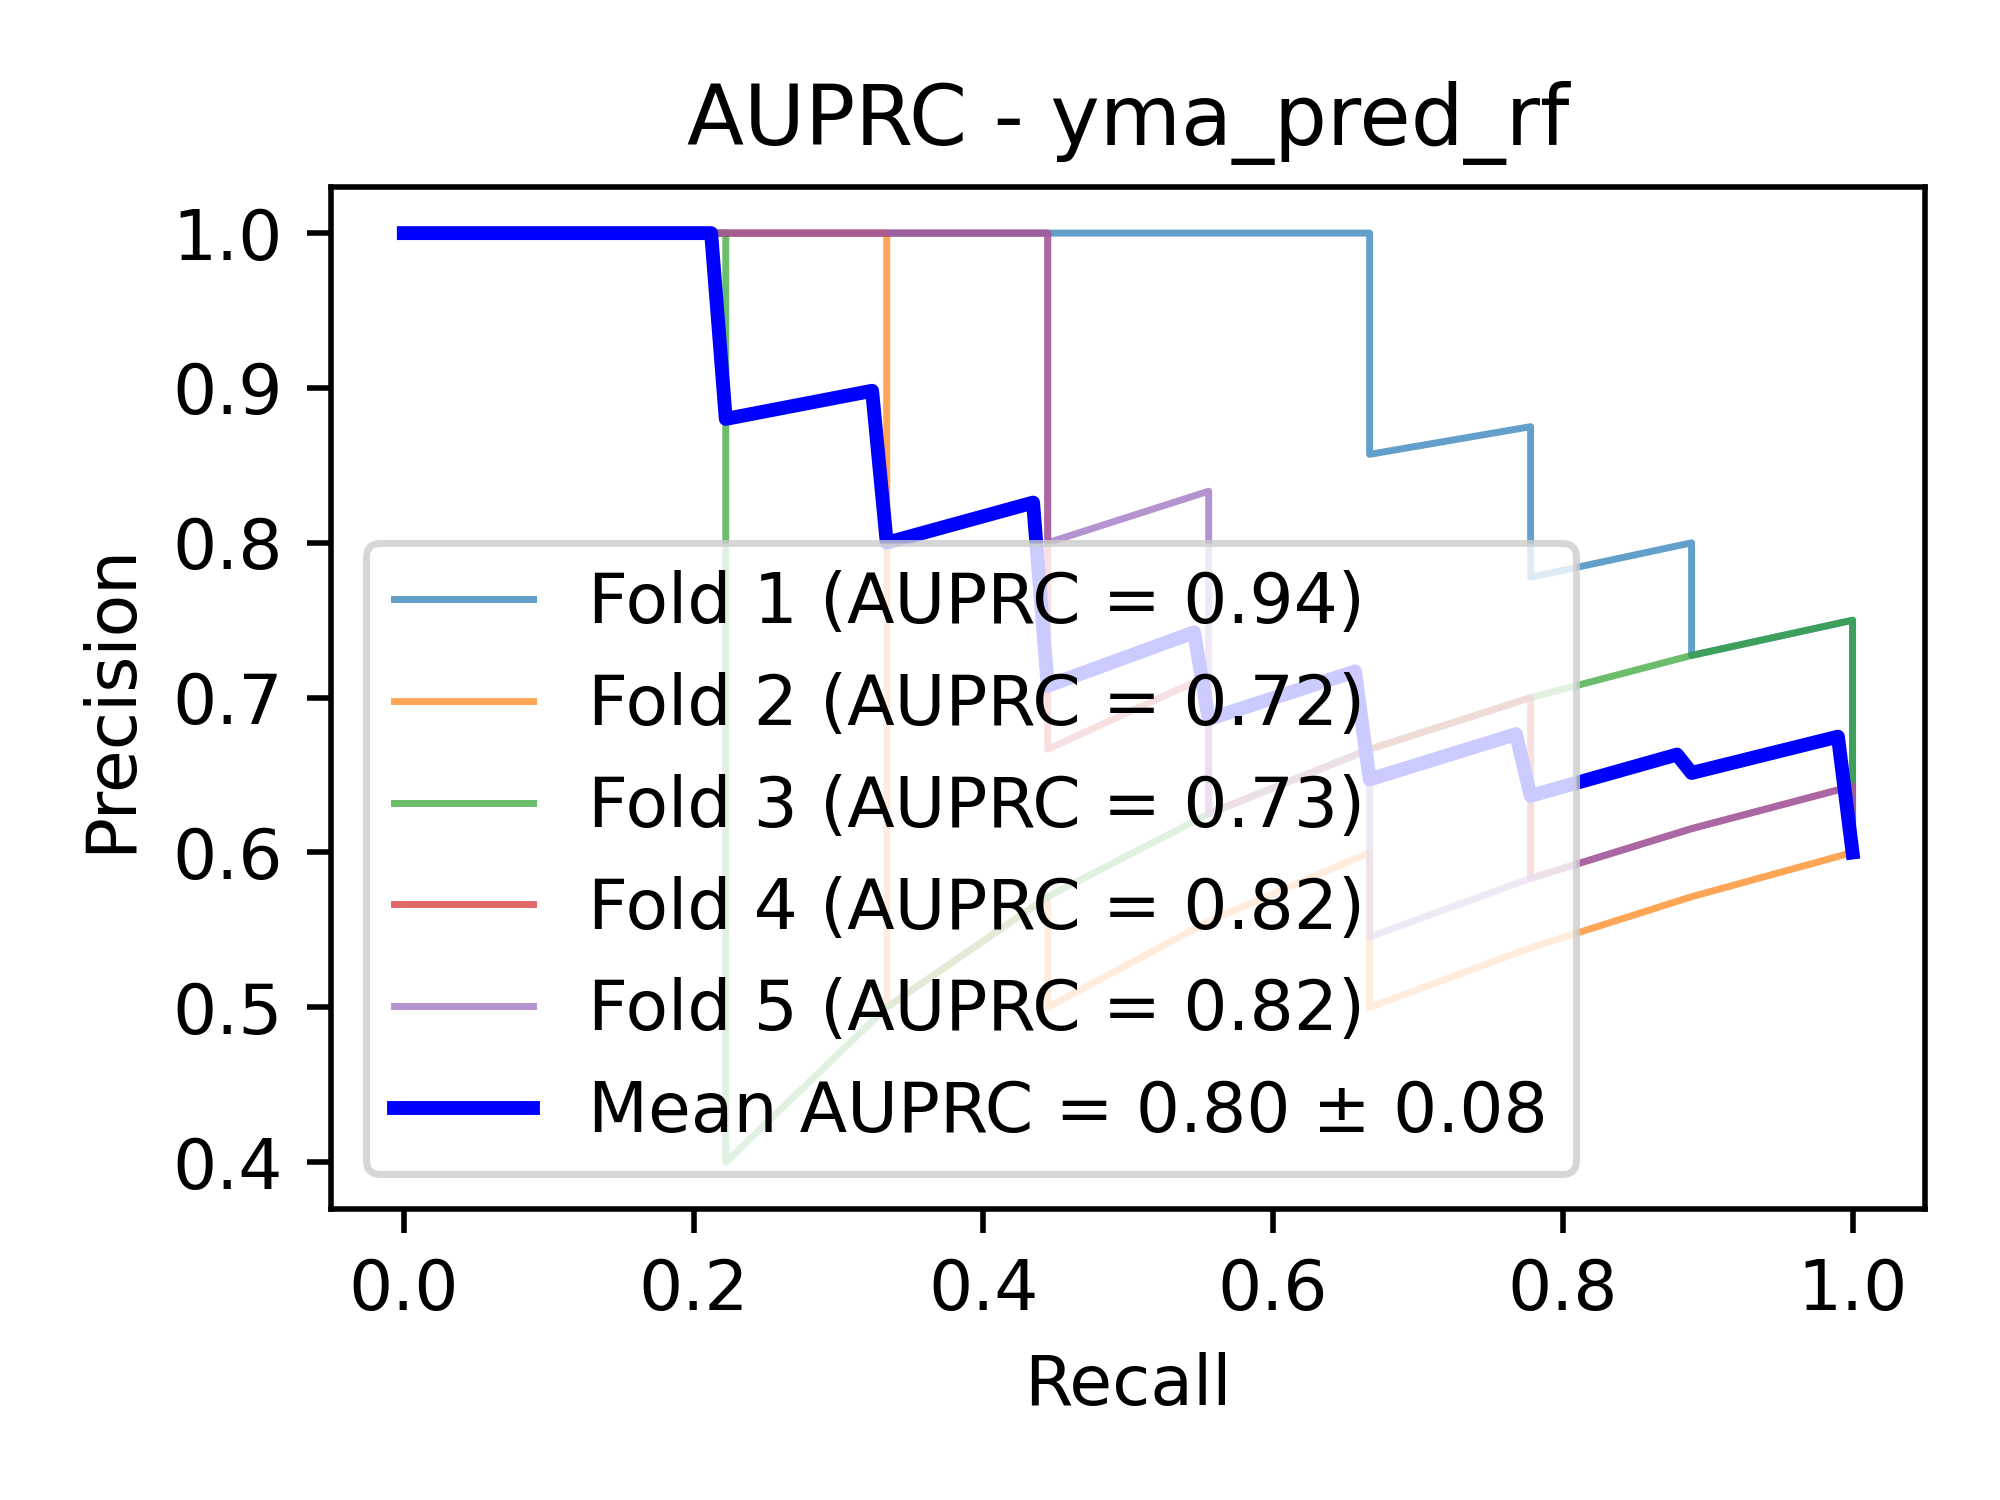 AUPRC - yma_pred_rf
1.0
0.9
0.8
0.7
0.6
0.5
0.4
Precision
Fold 1 (AUPRC = 0.94)
Fold 2 (AUPRC = 0.72)
Fold 3 (AUPRC = 0.73)
Fold 4 (AUPRC = 0.82)
Fold 5 (AUPRC = 0.82)
Mean AUPRC = 0.80 ± 0.08
0.0 0.2 0.4 0.6 0.8 1.0
Recall